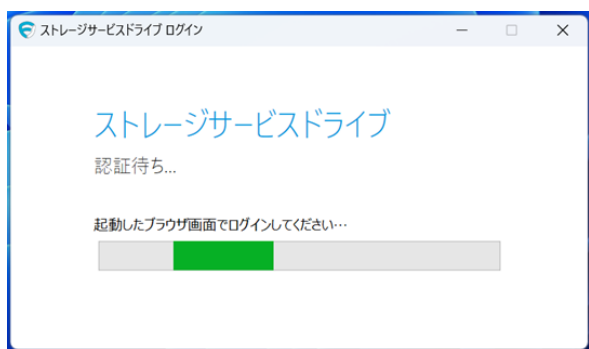 ストレージサービスドライブ ログイン
ストレージサービスドライブ
認証待ち...
起動したブラウザ画面でログインしてください…